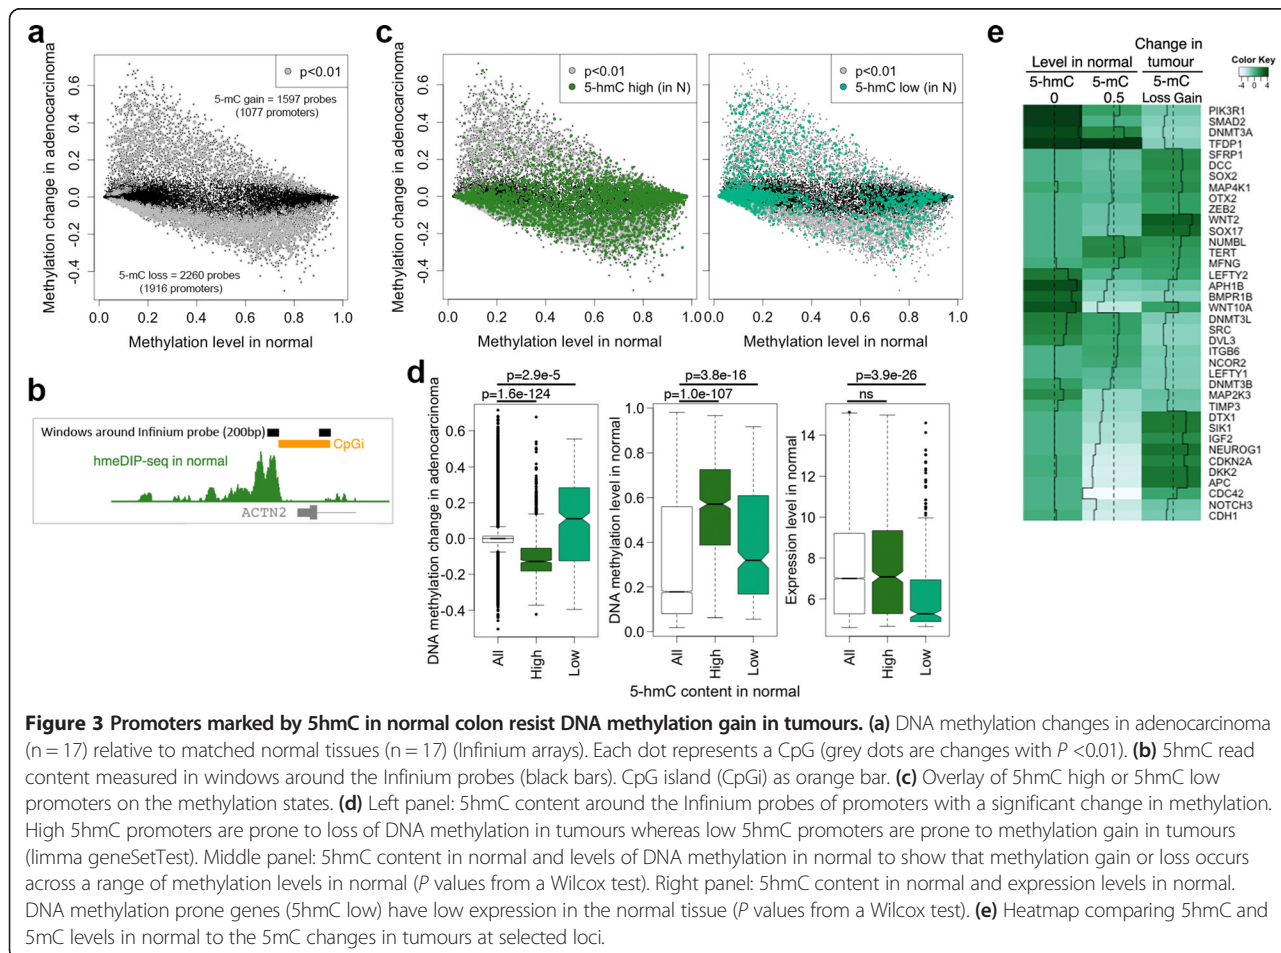 a
Methylation change in adenocarcinoma
0.6
0.4
0.2
0.0
-0.2
-0.4
p<0.01
5-mC gain = 1597 probes
(1077 promoters)
5-mC loss = 2260 probes
(1916 promoters)
0.0 0.2 0.4 0.6 0.8 1.0
Methylation level in normal
b
Windows around Infinium probe (200bp)
CpGi
hmeDIP-seq in normal
ACTN2
c
Methylation change in adenocarcinoma
0.6
0.4
0.2
0.0
-0.2
-0.4
p<0.01
5-hmC high (in N)
0.0 0.2 0.4 0.6 0.8 1.0
Methylation level in normal
p<0.01
5-hmC low (in N)
0.0 0.2 0.4 0.6 0.8 1.0
Methylation level in normal
d
DNA methylation change in adenocarcinoma
p=2.9e-5
p=1.6e-124
0.6
0.4
0.2
0.0
-0.2
-0.4
All High Low
DNA methylation level in normal
p=3.8e-16
p=1.0e-107
1.0
0.8
0.6
0.4
0.2
0.0
All High Low
Expression level in normal
p=3.9e-26
ns
14
12
10
8
6
All High Low
5-hmC content in normal
e
Change in
Level in normal tumour
5-hmC 5-mC 5-mC
0 0.5 Loss Gain
Color Key
-4 0 2 4
PIK3R1
SMAD2
DNMT3A
TFDP1
SFRP1
DCC
SOX2
MAP4K1
OTX2
ZEB2
WNT2
SOX17
NUMBL
TERT
MFNG
LEFTY2
APH1B
BMPR1B
WNT10A
DNMT3L
SRC
DVL3
ITGB6
NCOR2
LEFTY1
DNMT3B
MAP2K3
TIMP3
DTX1
SIK1
IGF2
NEUROG1
CDKN2A
DKK2
APC
CDC42
NOTCH3
CDH1
Figure 3 Promoters marked by 5hmC in normal colon resist DNA methylation gain in tumours. (a) DNA methylation changes in adenocarcinoma
(n = 17) relative to matched normal tissues (n = 17) (Infinium arrays). Each dot represents a CpG (grey dots are changes with P <0.01). (b) 5hmC read
content measured in windows around the Infinium probes (black bars). CpG island (CpGi) as orange bar. (c) Overlay of 5hmC high or 5hmC low
promoters on the methylation states. (d) Left panel: 5hmC content around the Infinium probes of promoters with a significant change in methylation.
High 5hmC promoters are prone to loss of DNA methylation in tumours whereas low 5hmC promoters are prone to methylation gain in tumours
(limma geneSetTest). Middle panel: 5hmC content in normal and levels of DNA methylation in normal to show that methylation gain or loss occurs
across a range of methylation levels in normal (P values from a Wilcox test). Right panel: 5hmC content in normal and expression levels in normal.
DNA methylation prone genes (5hmC low) have low expression in the normal tissue (P values from a Wilcox test). (e) Heatmap comparing 5hmC and
5mC levels in normal to the 5mC changes in tumours at selected loci.